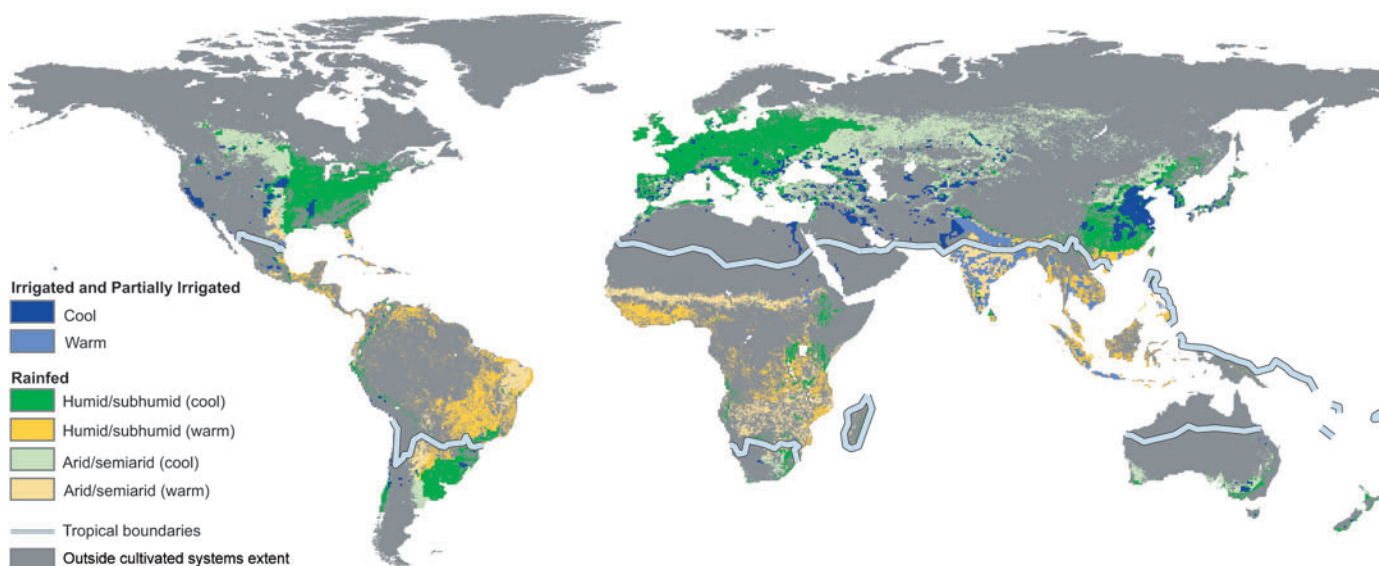 Irrigated and Partially Irrigated
Cool
Warm
Rainfed
Humid/subhumid (cool)
Humid/subhumid (warm)
Arid/semiarid (cool)
Arid/semiarid (warm)
Tropical boundaries
Outside cultivated systems extent